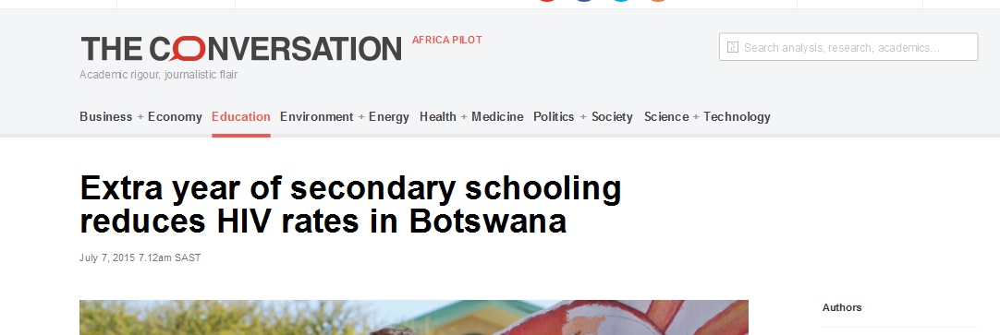 THE CONVERSATION AFRICA PILOT
Academic rigour, journalistic flair
Search analysis, research, academics...
Business + Economy Education Environment + Energy Health + Medicine Politics + Society Science + Technology
Extra year of secondary schooling
reduces HIV rates in Botswana
July 7, 2015 7.12am SAST
Authors